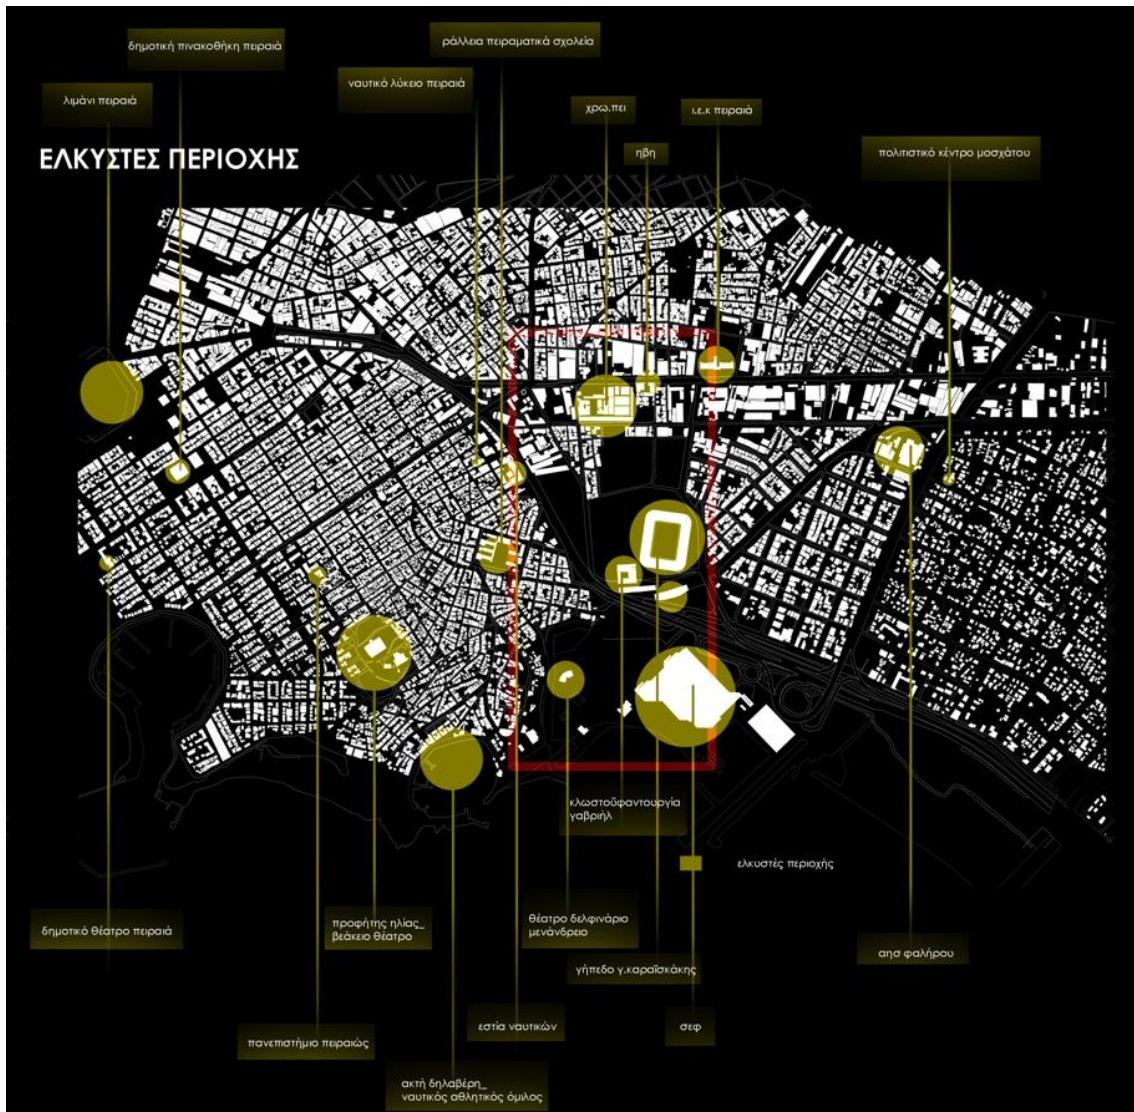 δημοτική πινακοθήκη πειραιά
ράλλεια πειραματικά σχολεία
ναυτικό λύκειο πειραιά
λιμάνι πειραιά
χρω.πει
ι.ε.κ πειραιά
ηβη
πολιτιστικό κέντρο μοσχάτου
ΕΛΚΥΣΤΕΣ ΠΕΡΙΟΧΗΣ
κλωστοϋφαντουργία
γαβριήλ
ελκυστές περιοχής
δημοτικό θέατρο πειραιά
προφήτης ηλίας_
βεάκειο θέατρο
θέατρο δελφινάριο
μενάνδρειο
αησ φαλήρου
γήπεδο γ.καραΐσκάκης
εστία ναυτικών
σεφ
πανεπιστήμιο πειραιώς
ακτή δηλαβέρη_
ναυτικός αθλητικός όμιλος